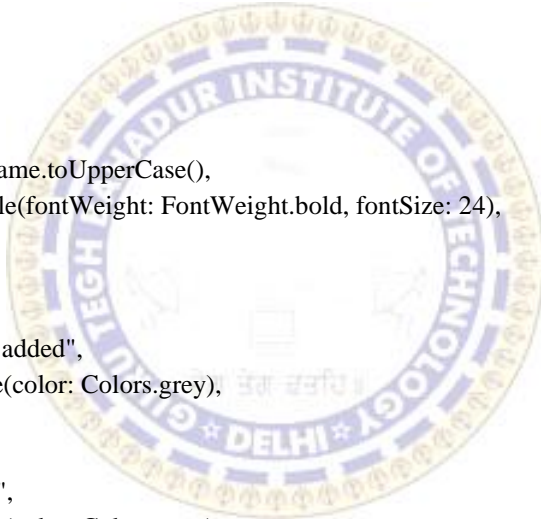 GURU TEGH BAHADUR INSTITUTE OF TECHNOLOGY
ame.toUpperCase(),
le(fontWeight: FontWeight.bold, fontSize: 24),
added",
e(color: Colors.grey),
☆ DELHI ☆
",